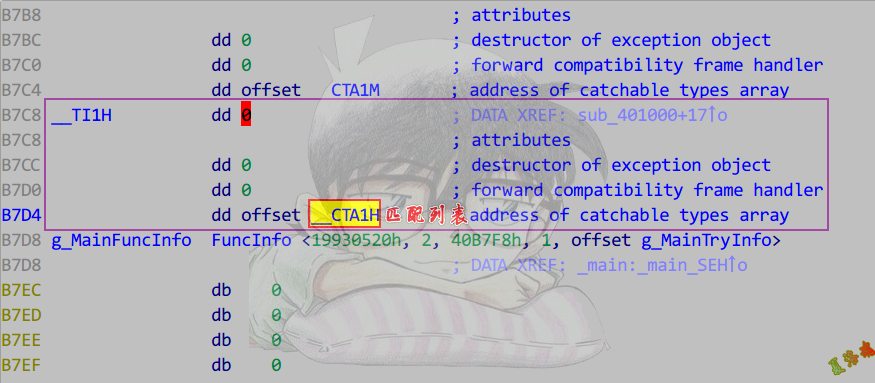 B7B8 ; attributes
B7BC dd 0 ; destructor of exception object
B7C0 dd 0 ; forward compatibility frame handler
B7C4 dd offset __CTA1M ; address of catchable types array
B7C8 __TI1H dd 0 ; DATA XREF: sub_401000+17↑o
B7C8 ; attributes
B7CC dd 0 ; destructor of exception object
B7D0 dd 0 ; forward compatibility frame handler
B7D4 dd offset __CTA1H 匹配列表 address of catchable types array
B7D8 g_MainFuncInfo FuncInfo <19930520h, 2, 40B7F8h, 1, offset g_MainTryInfo>
B7D8 ; DATA XREF: _main:_main_SEH↑o
B7EC db 0
B7ED db 0
B7EE db 0
B7EF db 0